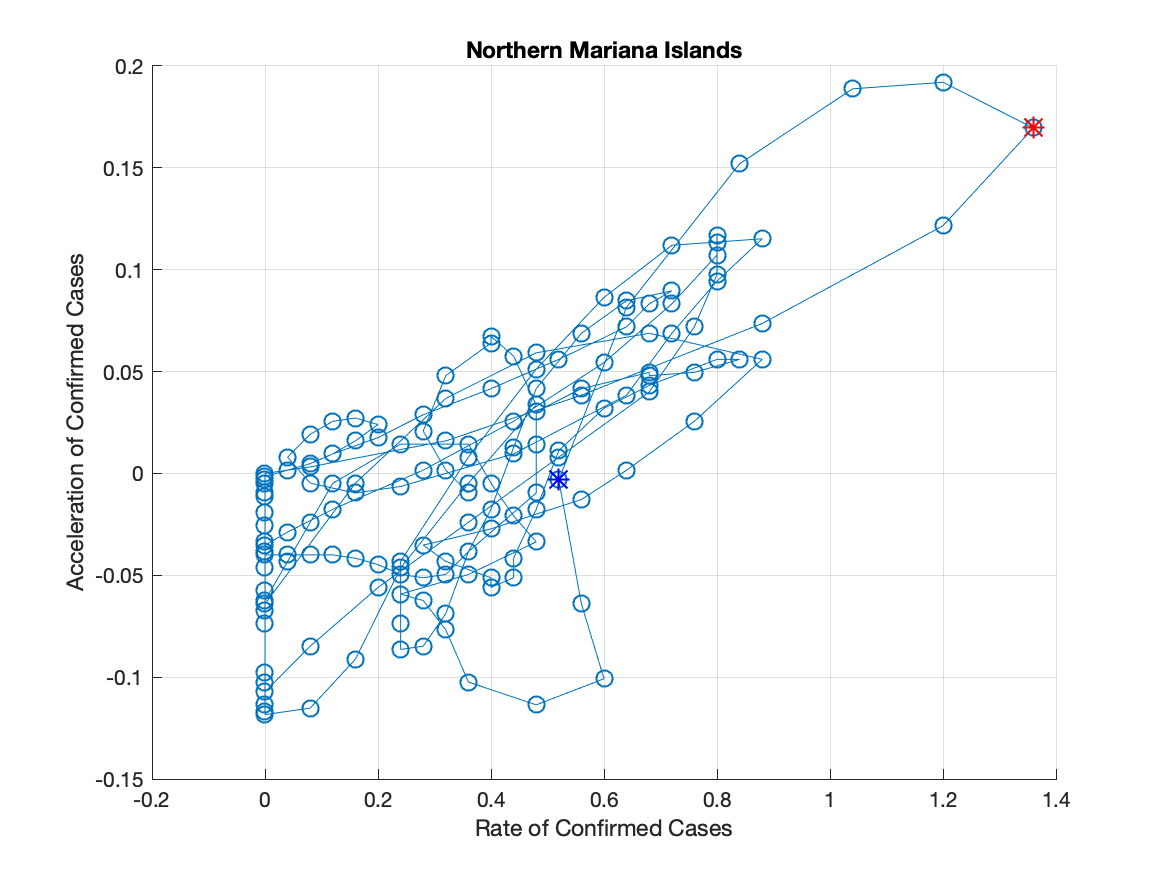 Northern Mariana Islands
0.2
0.15
0.1
0.05
0
-0.05
-0.1
-0.15
-0.2 0 0.2 0.4 0.6 0.8 1 1.2 1.4
Acceleration of Confirmed Cases
Rate of Confirmed Cases